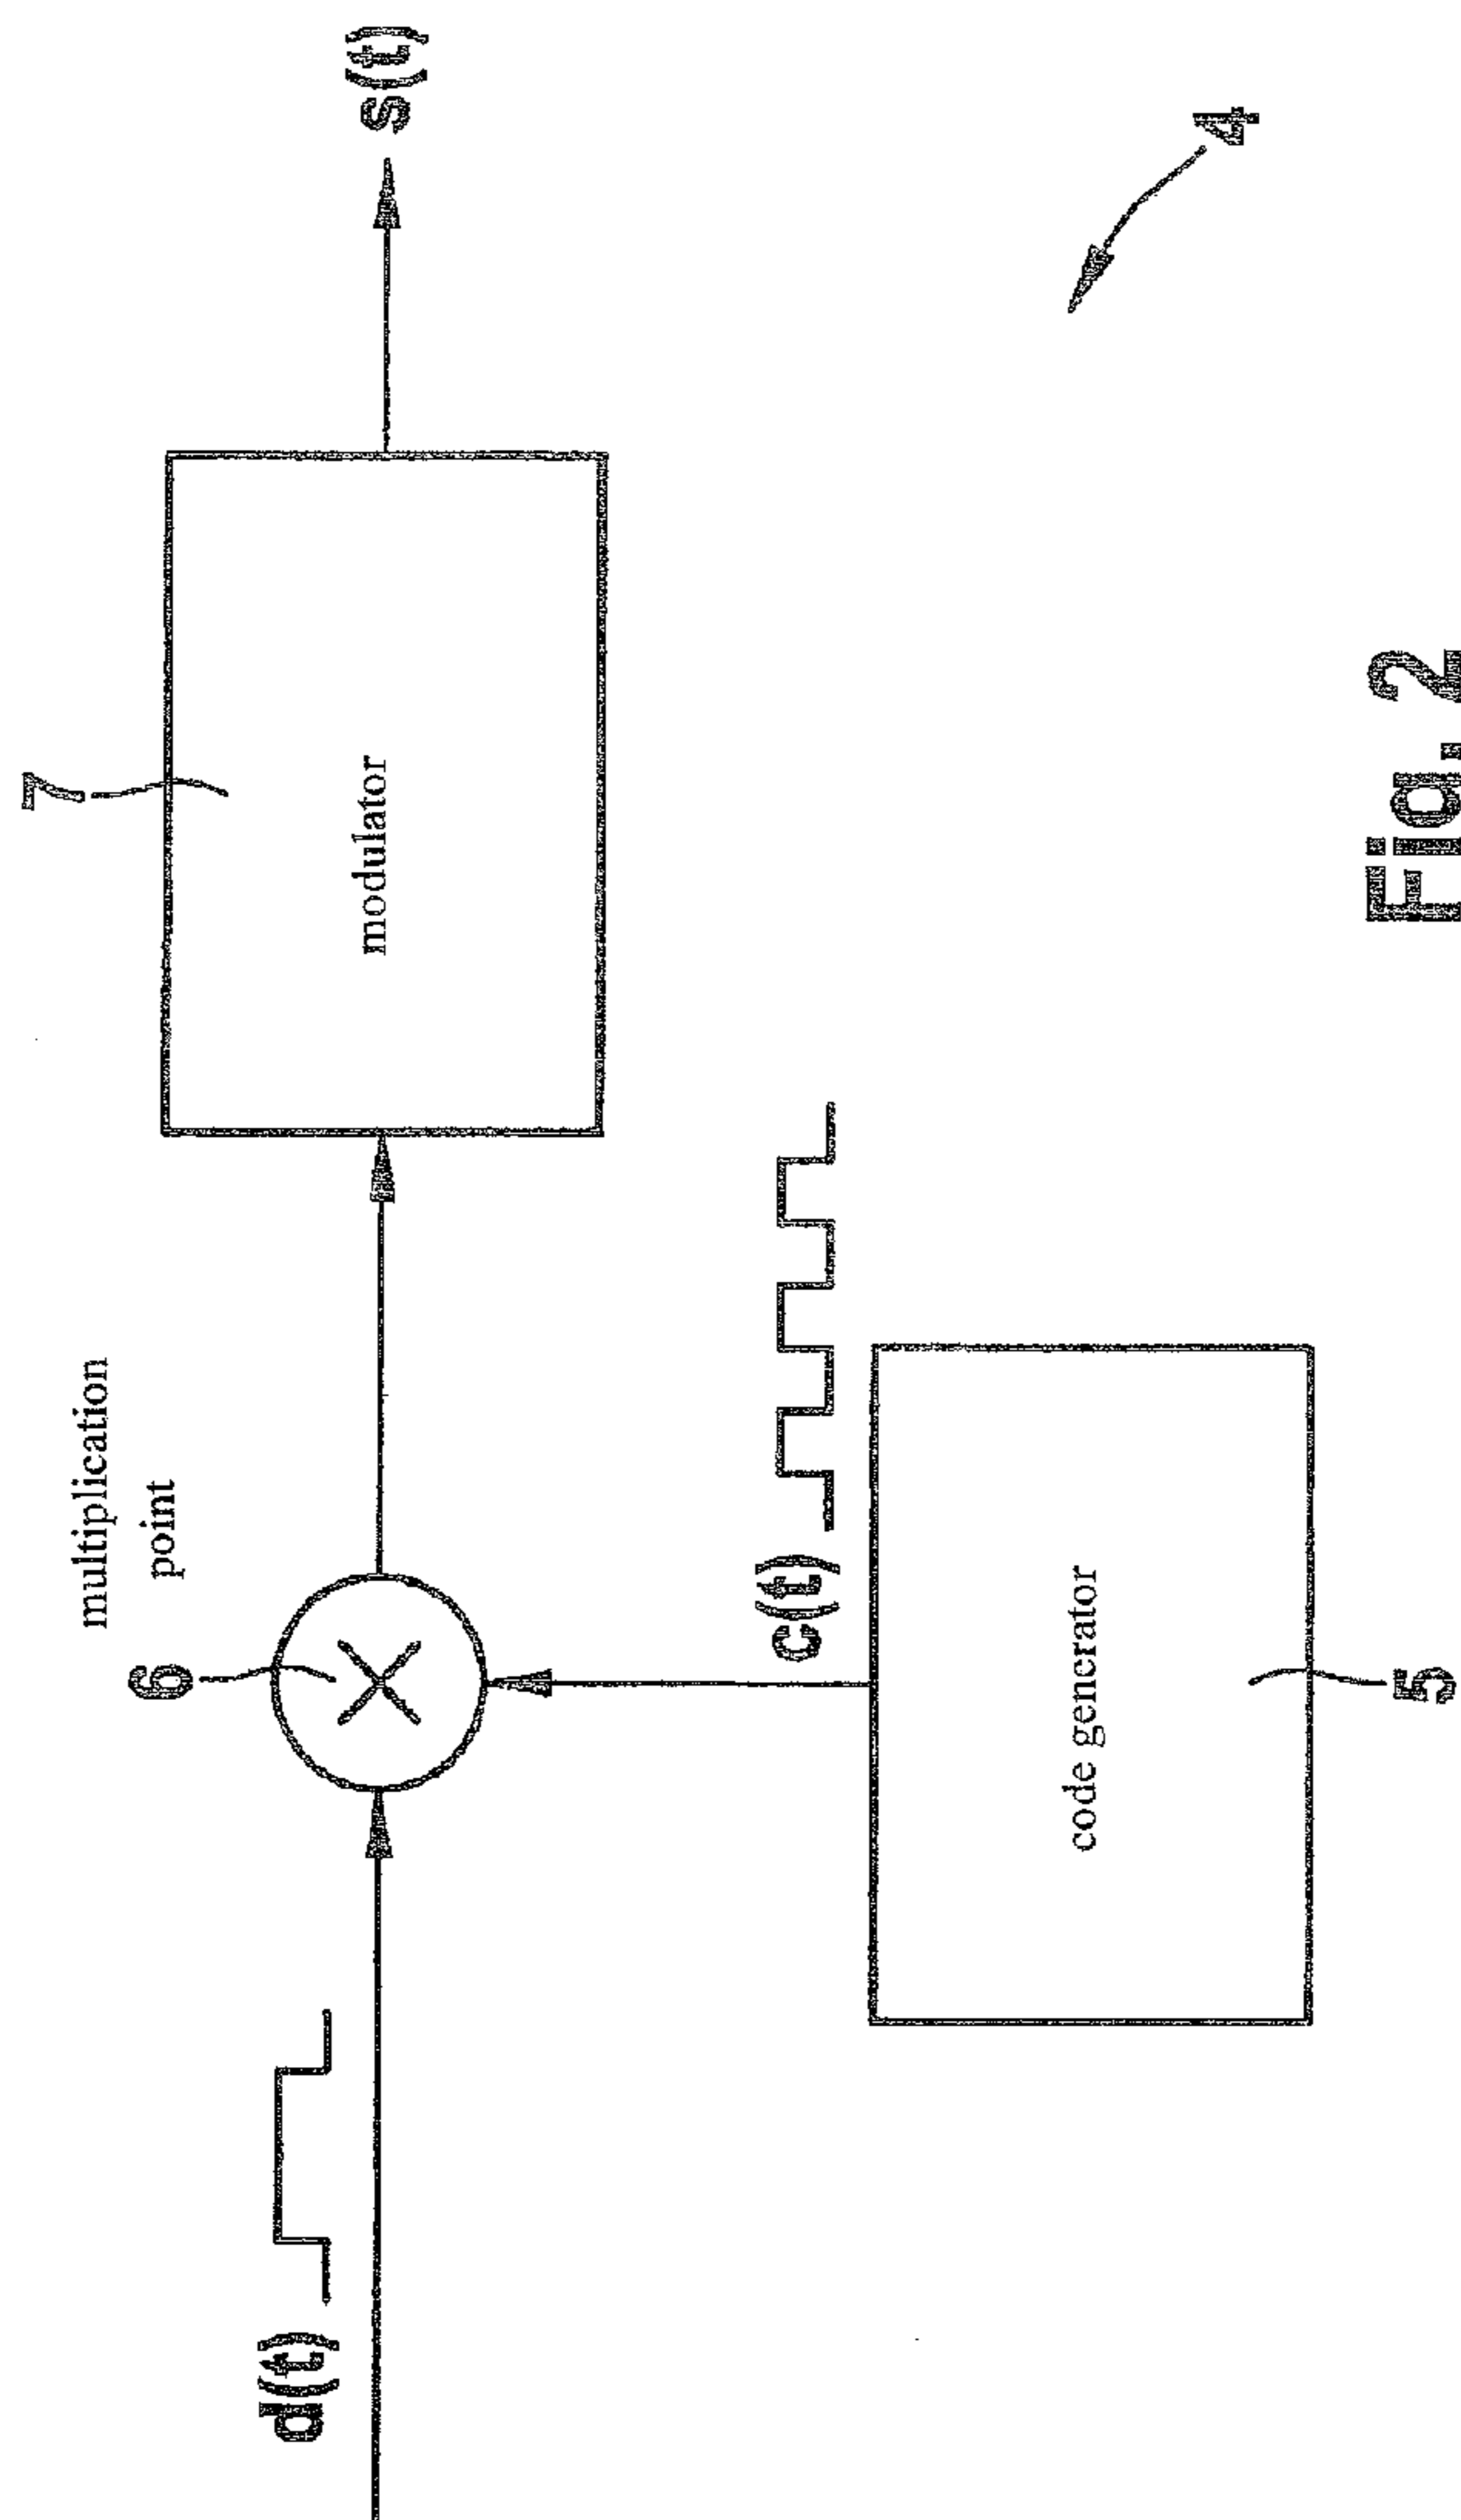 multiplication
point
6
7
d(t)
modulator
s(t)
c(t)
code generator
5
4
Fig. 2